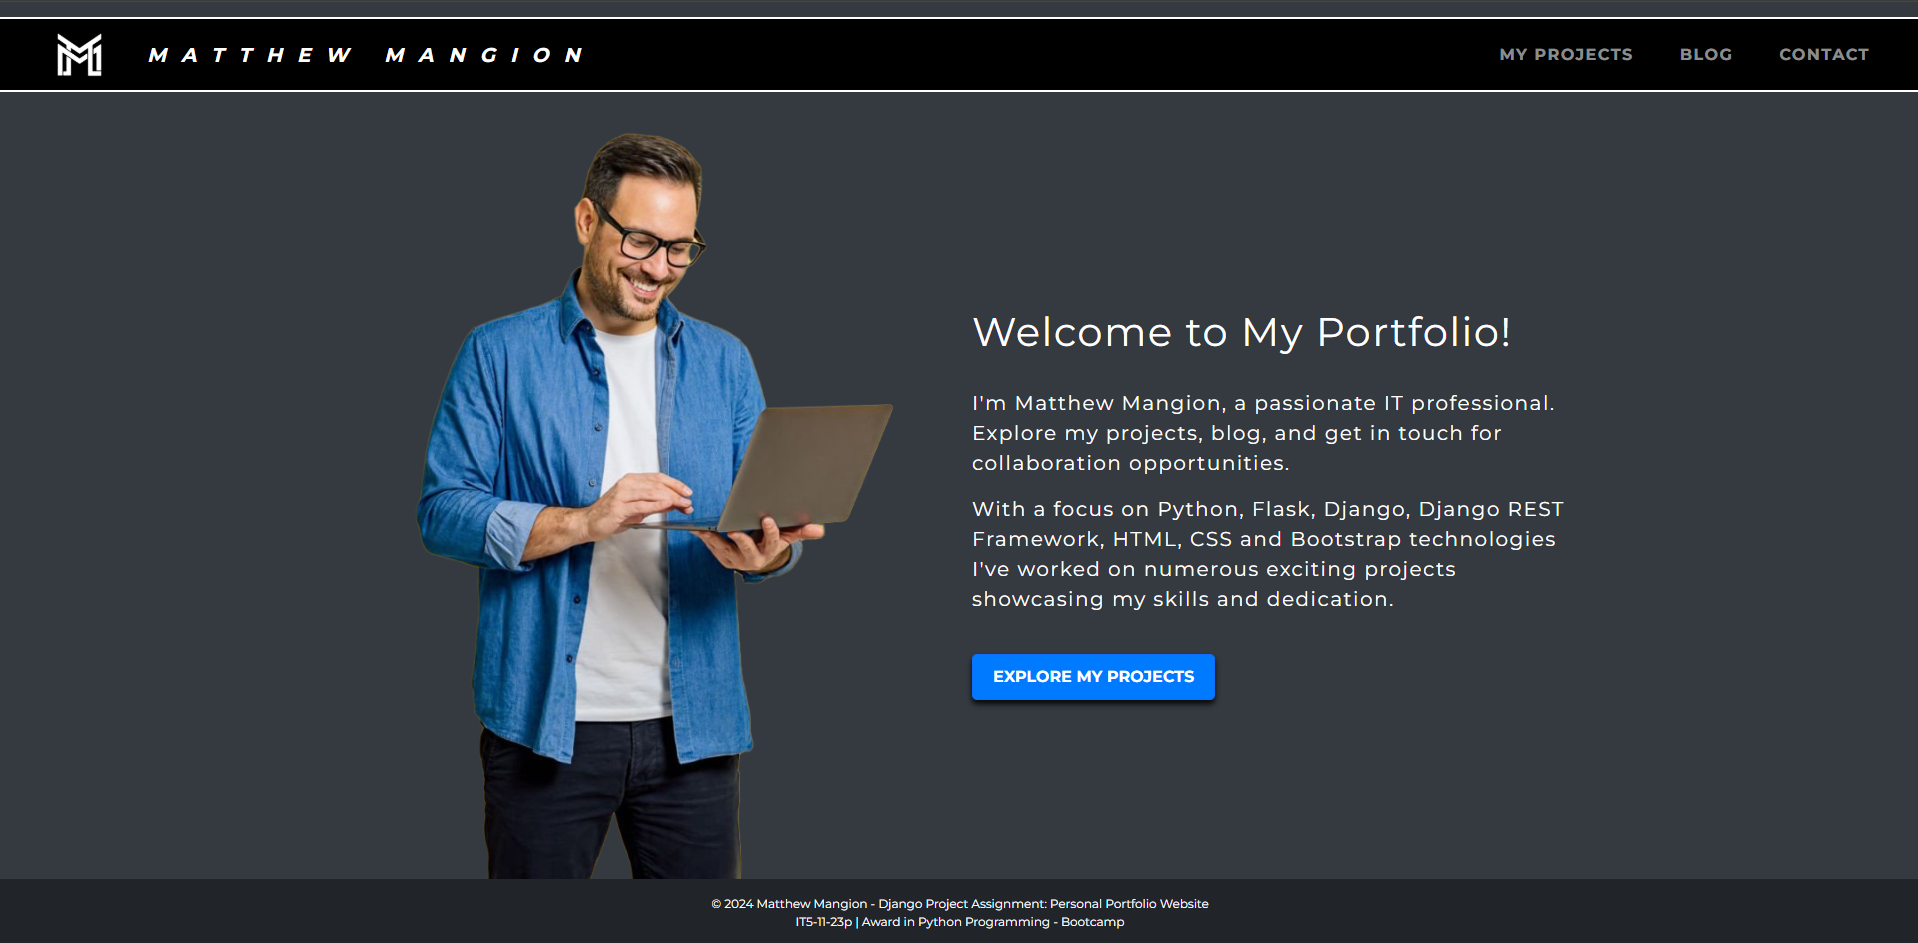 MATTHEW MANGION
MY PROJECTS
BLOG
CONTACT
Welcome to My Portfolio!
I'm Matthew Mangion, a passionate IT professional.
Explore my projects, blog, and get in touch for
collaboration opportunities.
With a focus on Python, Flask, Django, Django REST
Framework, HTML, CSS and Bootstrap technologies
I've worked on numerous exciting projects
showcasing my skills and dedication.
EXPLORE MY PROJECTS
© 2024 Matthew Mangion - Django Project Assignment: Personal Portfolio Website
IT5-11-23p | Award in Python Programming - Bootcamp